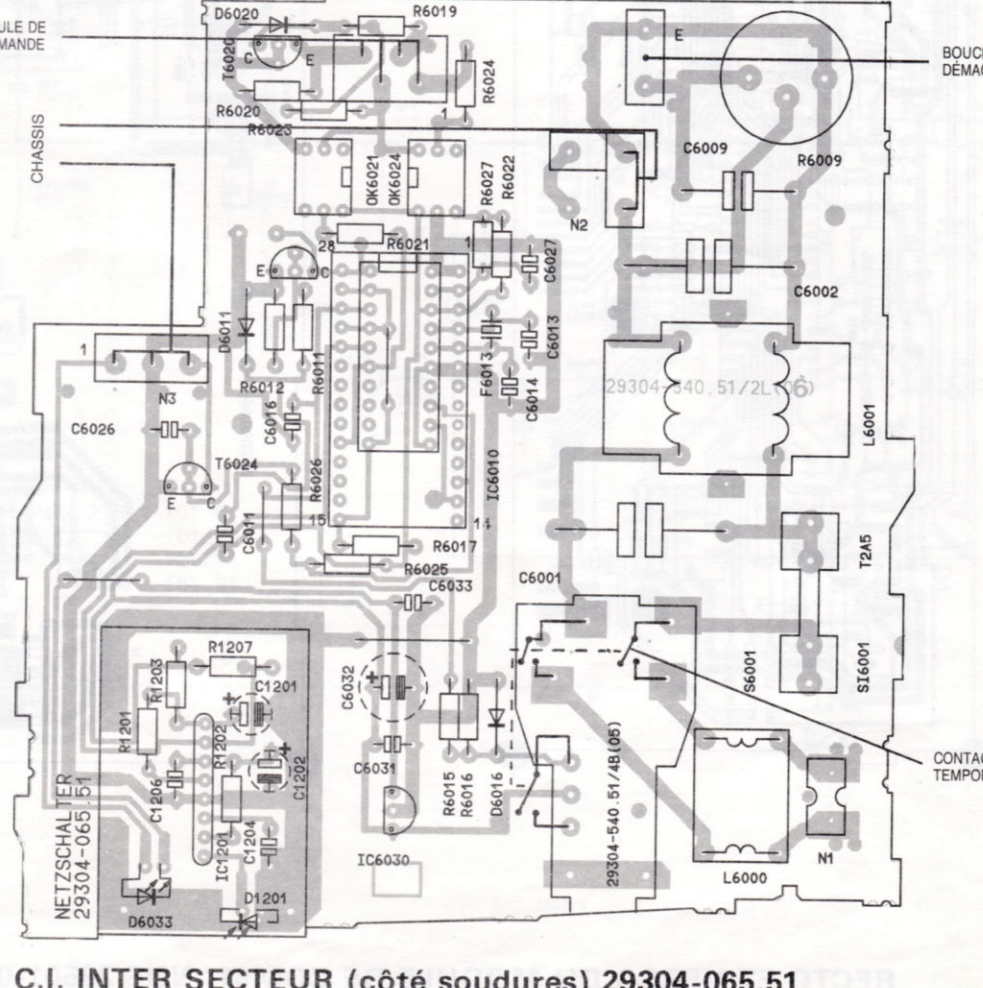 D6020
R6019
T6020
C
E
R6024
R6020
R6023
1
CHASSIS
OK6021
OK6024
R6027
R6022
E
C6009
R6009
N2
28
R6021
1
C6027
E
C
C6002
D6011
R6012
R6011
F6013
C6013
C6014
29304-540.51/2L(06)
L6001
1
N3
C6026
C6016
T6024
R6026
IC6010
E
C
C6011
15
14
R6017
R6025
C6033
C6001
T2A5
S6001
SI6001
R1207
R1203
C1201
R1201
R1202
C1202
C1206
IC1201
C1204
D1201
D6033
NETZSCHALTER
29304-065.51
C6032
C6031
IC6030
R6015
R6016
D6016
29304-540.51/4B(05)
L6000
N1
C.I. INTER SECTEUR (côté soudures) 29304-065.51